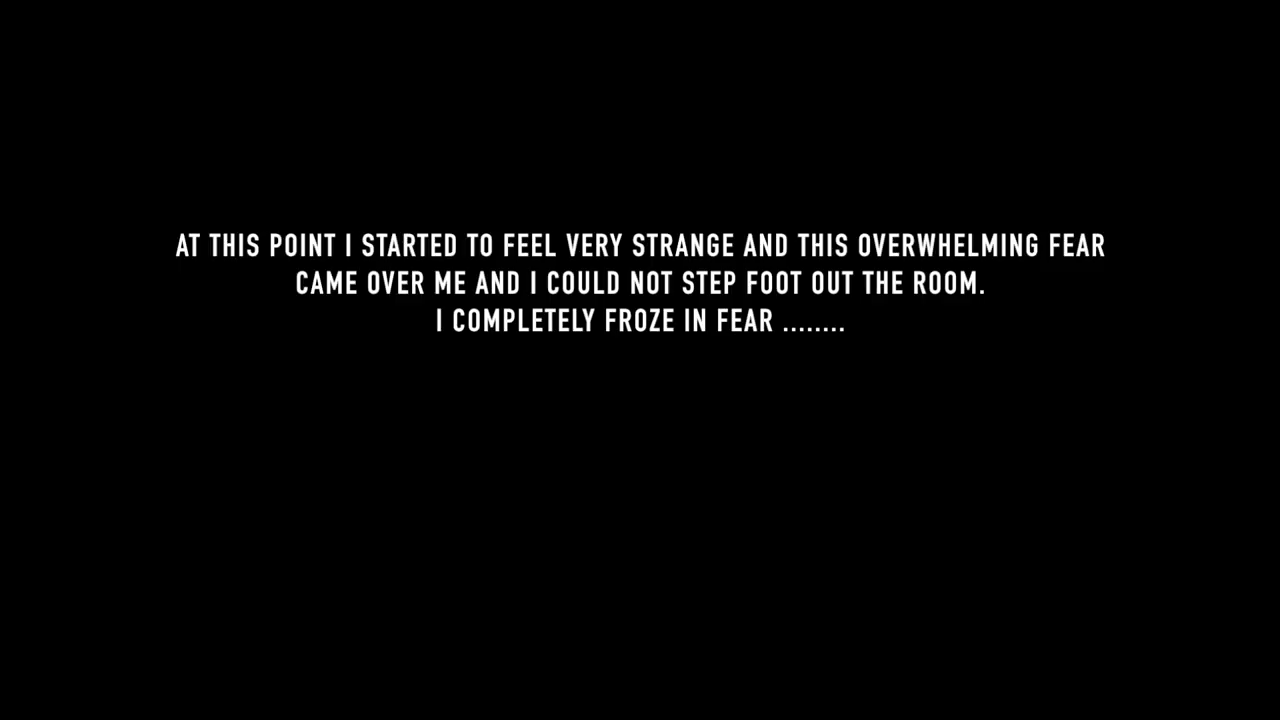 AT THIS POINT I STARTED TO FEEL VERY STRANGE AND THIS OVERWHELMING FEAR
CAME OVER ME AND I COULD NOT STEP FOOT OUT THE ROOM.
I COMPLETELY FROZE IN FEAR ........